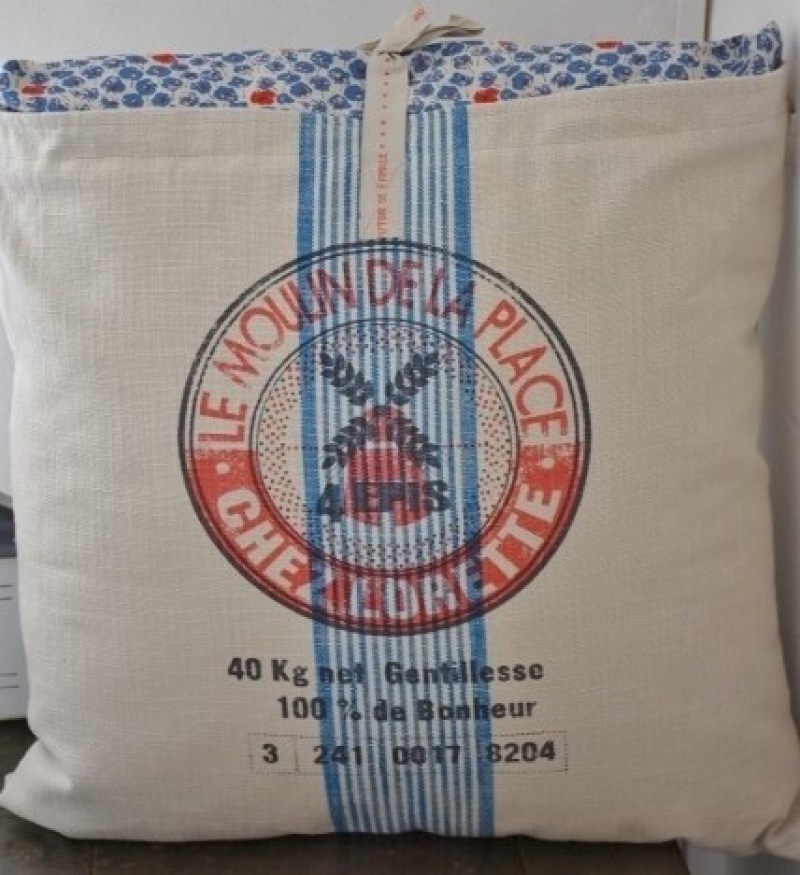 LE MOULIN DE LA PLACE
4 EPIS
CHEZ LORETTE
40 Kg net Gentillesse
100 % de Bonheur
3 241 0017 8204